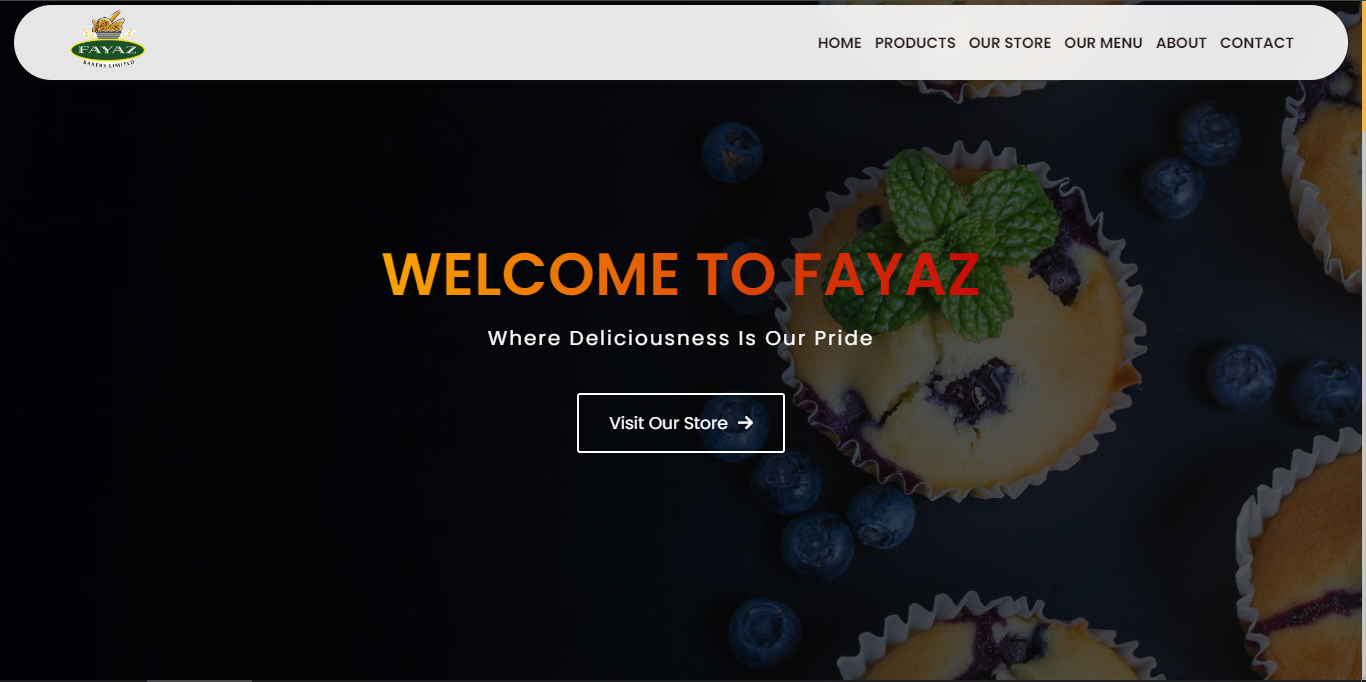 FAYAZ
BAKERS LIMITED
HOME PRODUCTS OUR STORE OUR MENU ABOUT CONTACT
WELCOME TO FAYAZ
Where Deliciousness Is Our Pride
Visit Our Store